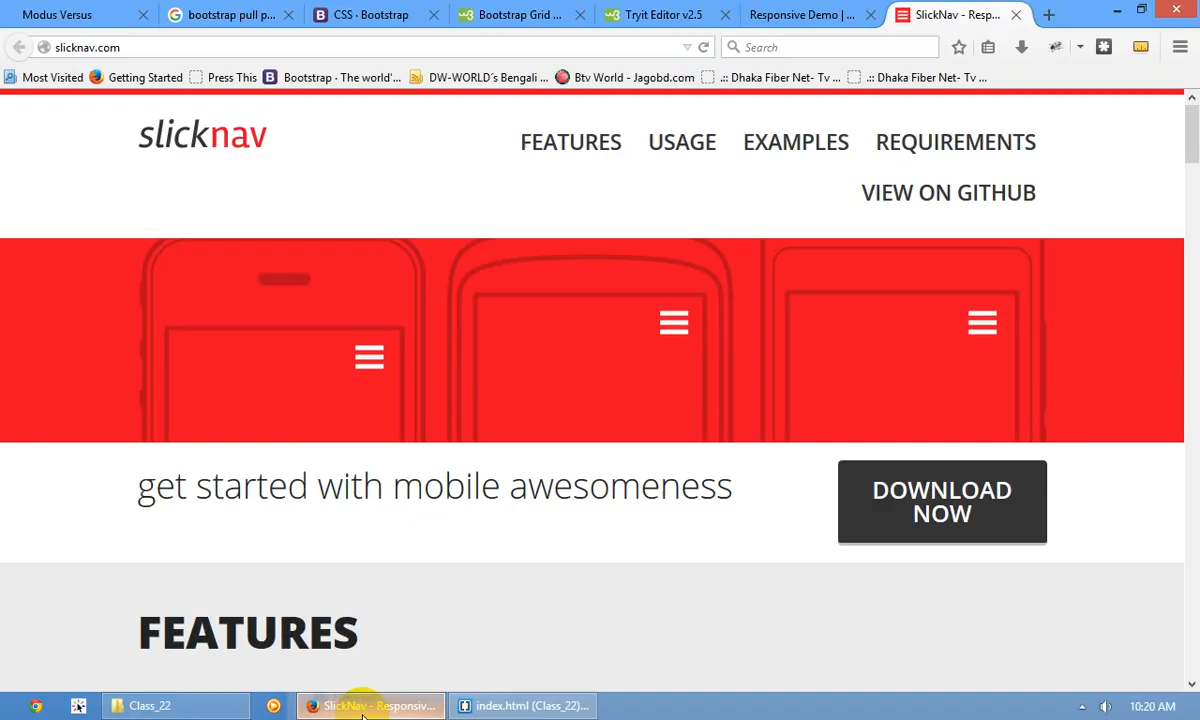 Modus Versus
bootstrap pull p...
CSS · Bootstrap
Bootstrap Grid ...
Tryit Editor v2.5
Responsive Demo | ...
SlickNav - Resp...
slicknav.com
Search
Most Visited
Getting Started
Press This
Bootstrap · The world'...
DW-WORLD´s Bengali ...
Btv World - Jagobd.com
.:: Dhaka Fiber Net- Tv ...
.:: Dhaka Fiber Net- Tv ...
slicknav
FEATURES
USAGE
EXAMPLES
REQUIREMENTS
VIEW ON GITHUB
get started with mobile awesomeness
DOWNLOAD
NOW
FEATURES
Class_22
SlickNav - Responsiv...
index.html (Class_22)...
10:20 AM